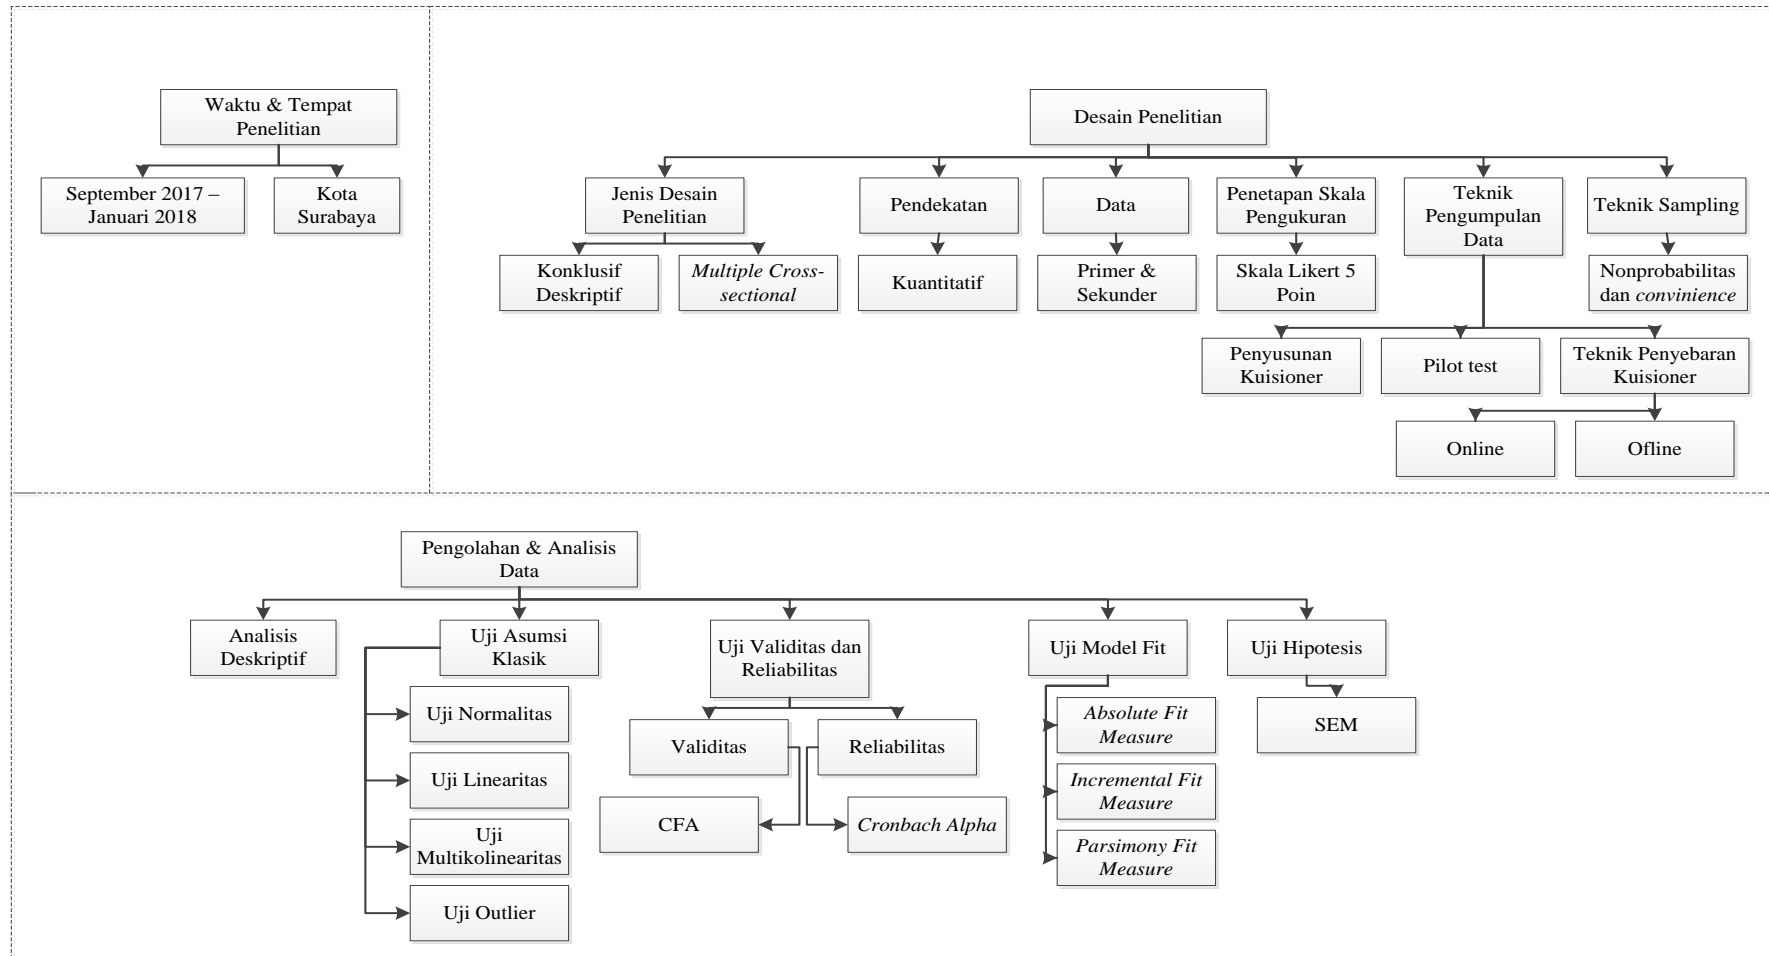 Waktu & Tempat
Penelitian
September 2017 –
Januari 2018
Kota
Surabaya
Desain Penelitian
Jenis Desain
Penelitian
Pendekatan
Data
Penetapan Skala
Pengukuran
Teknik
Pengumpulan
Data
Teknik Sampling
Konklusif
Deskriptif
Multiple Cross-
sectional
Kuantitatif
Primer &
Sekunder
Skala Likert 5
Poin
Nonprobabilitas
dan convinience
Penyusunan
Kuisioner
Pilot test
Teknik Penyebaran
Kuisioner
Online
Ofline
Pengolahan & Analisis
Data
Analisis
Deskriptif
Uji Asumsi
Klasik
Uji Validitas dan
Reliabilitas
Uji Model Fit
Uji Hipotesis
Uji Normalitas
Uji Linearitas
Uji
Multikolinearitas
Uji Outlier
Validitas
Reliabilitas
CFA
Cronbach Alpha
Absolute Fit
Measure
Incremental Fit
Measure
Parsimony Fit
Measure
SEM